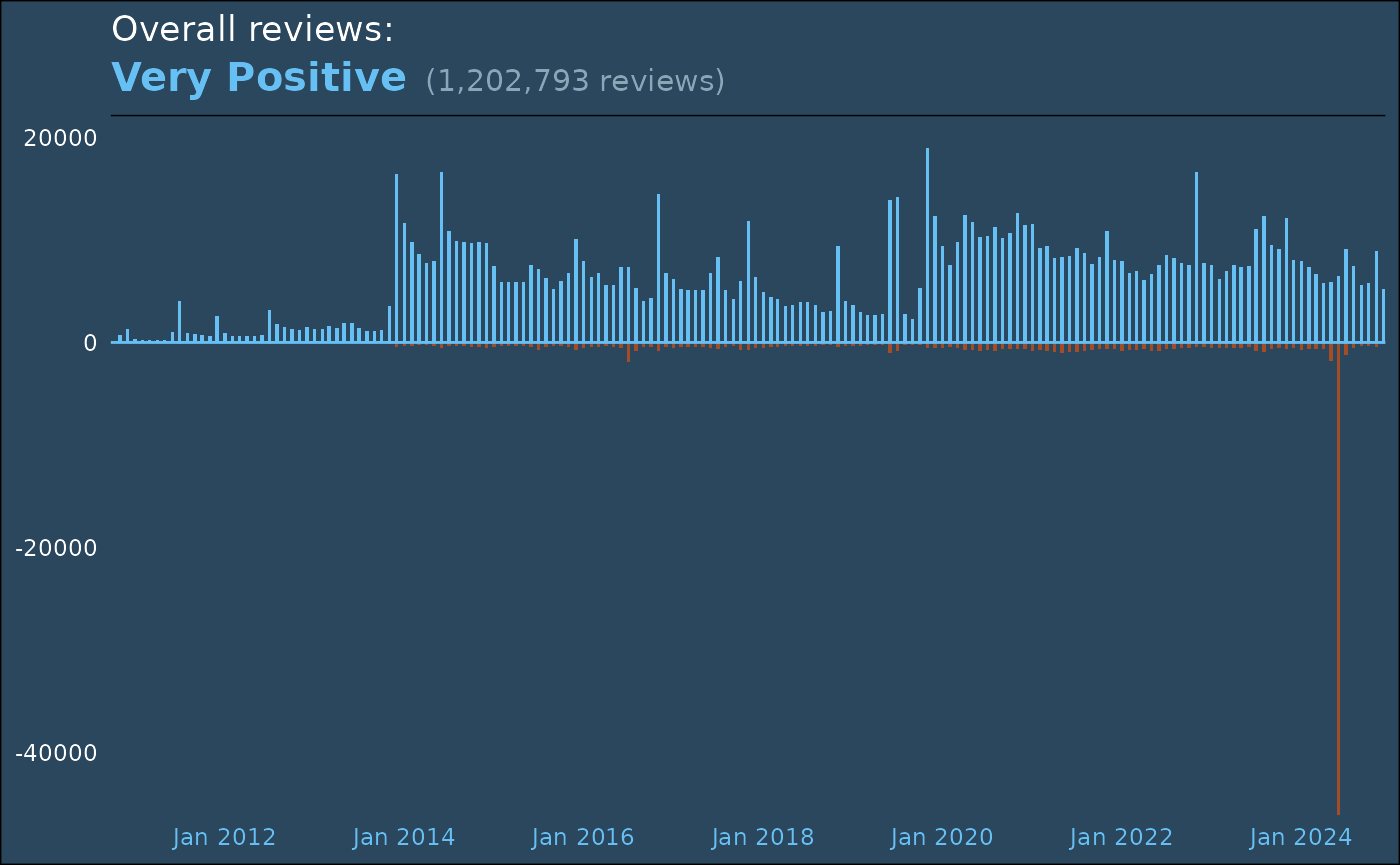 Overall reviews:
Very Positive (1,202,793 reviews)
20000
0
-20000
-40000
Jan 2012 Jan 2014 Jan 2016 Jan 2018 Jan 2020 Jan 2022 Jan 2024